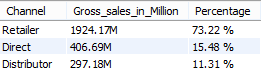 Channel Gross_sales_in_Million Percentage
Retailer 1924.17M 73.22 %
Direct 406.69M 15.48 %
Distributor 297.18M 11.31 %